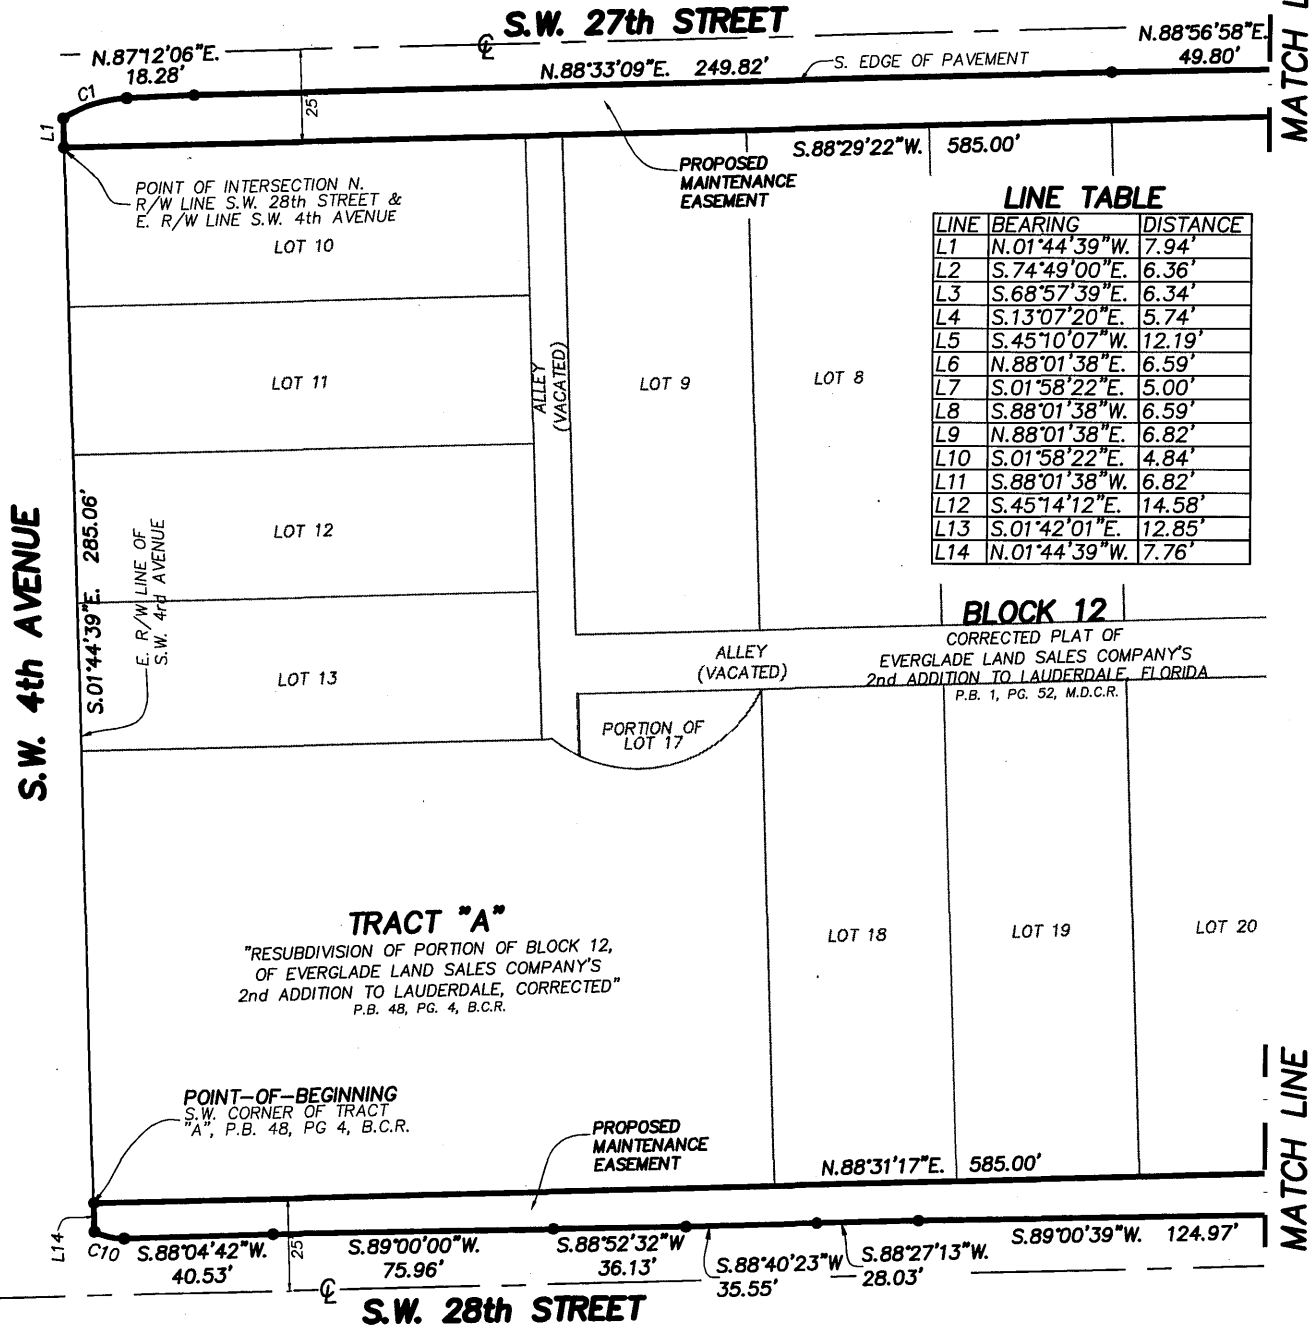 S.W. 27th STREET
℄
MATCH L
N.87°12'06"E.
18.28'
N.88°33'09"E. 249.82'
S. EDGE OF PAVEMENT
N.88°56'58"E.
49.80'
C1
L1
25'
S.88°29'22"W. 585.00'
PROPOSED
MAINTENANCE
EASEMENT
POINT OF INTERSECTION N.
R/W LINE S.W. 28th STREET &
E. R/W LINE S.W. 4th AVENUE
LOT 10
LINE TABLE
LINE BEARING DISTANCE
L1 N.01°44'39"W. 7.94'
L2 S.74°49'00"E. 6.36'
L3 S.68°57'39"E. 6.34'
L4 S.13°07'20"E. 5.74'
L5 S.45°10'07"W. 12.19'
L6 N.88°01'38"E. 6.59'
L7 S.01°58'22"E. 5.00'
L8 S.88°01'38"W. 6.59'
L9 N.88°01'38"E. 6.82'
L10 S.01°58'22"E. 4.84'
L11 S.88°01'38"W. 6.82'
L12 S.45°14'12"E. 14.58'
L13 S.01°42'01"E. 12.85'
L14 N.01°44'39"W. 7.76'
LOT 11
ALLEY
(VACATED)
LOT 9
LOT 8
S.W. 4th AVENUE
S.01°44'39"E. 285.06'
E. R/W LINE OF
S.W. 4rd AVENUE
LOT 12
LOT 13
BLOCK 12
CORRECTED PLAT OF
EVERGLADE LAND SALES COMPANY'S
2nd ADDITION TO LAUDERDALE, FLORIDA
P.B. 1, PG. 52, M.D.C.R.
ALLEY
(VACATED)
PORTION OF
LOT 17
TRACT "A"
"RESUBDIVISION OF PORTION OF BLOCK 12,
OF EVERGLADE LAND SALES COMPANY'S
2nd ADDITION TO LAUDERDALE, CORRECTED"
P.B. 48, PG. 4, B.C.R.
LOT 18
LOT 19
LOT 20
POINT-OF-BEGINNING
S.W. CORNER OF TRACT
"A", P.B. 48, PG 4, B.C.R.
PROPOSED
MAINTENANCE
EASEMENT
N.88°31'17"E. 585.00'
MATCH LINE
L14
C10
S.88°04'42"W.
40.53'
25'
S.89°00'00"W.
75.96'
S.88°52'32"W
36.13'
S.88°40'23"W
35.55'
S.88°27'13"W.
28.03'
S.89°00'39"W. 124.97'
℄
S.W. 28th STREET